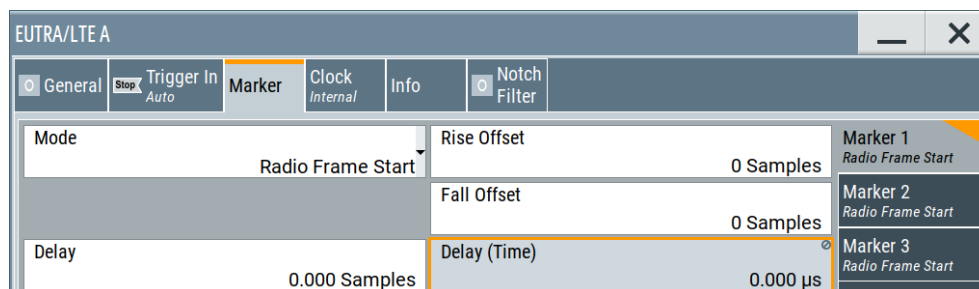 EUTRA/LTE A
General
Stop Trigger In
Auto
Marker
Clock
Internal
Info
Notch
Filter
Mode
Radio Frame Start
Rise Offset
0 Samples
Fall Offset
0 Samples
Delay
0.000 Samples
Delay (Time)
0.000 µs
Marker 1
Radio Frame Start
Marker 2
Radio Frame Start
Marker 3
Radio Frame Start